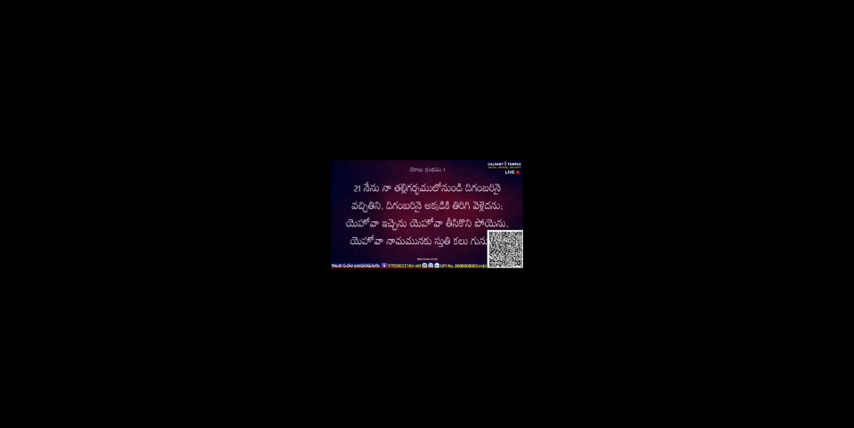 CALVARY TEMPLE
LIVE
యోబు గ్రంథము 1
21 నేను నా తల్లిగర్భములోనుండి దిగంబరినై
వచ్చితిని, దిగంబరినై అక్కడికి తిరిగి వెళ్లెదను;
యెహోవా ఇచ్చెను యెహోవా తీసికొని పోయెను,
యెహోవా నామమునకు స్తుతి కలు గును